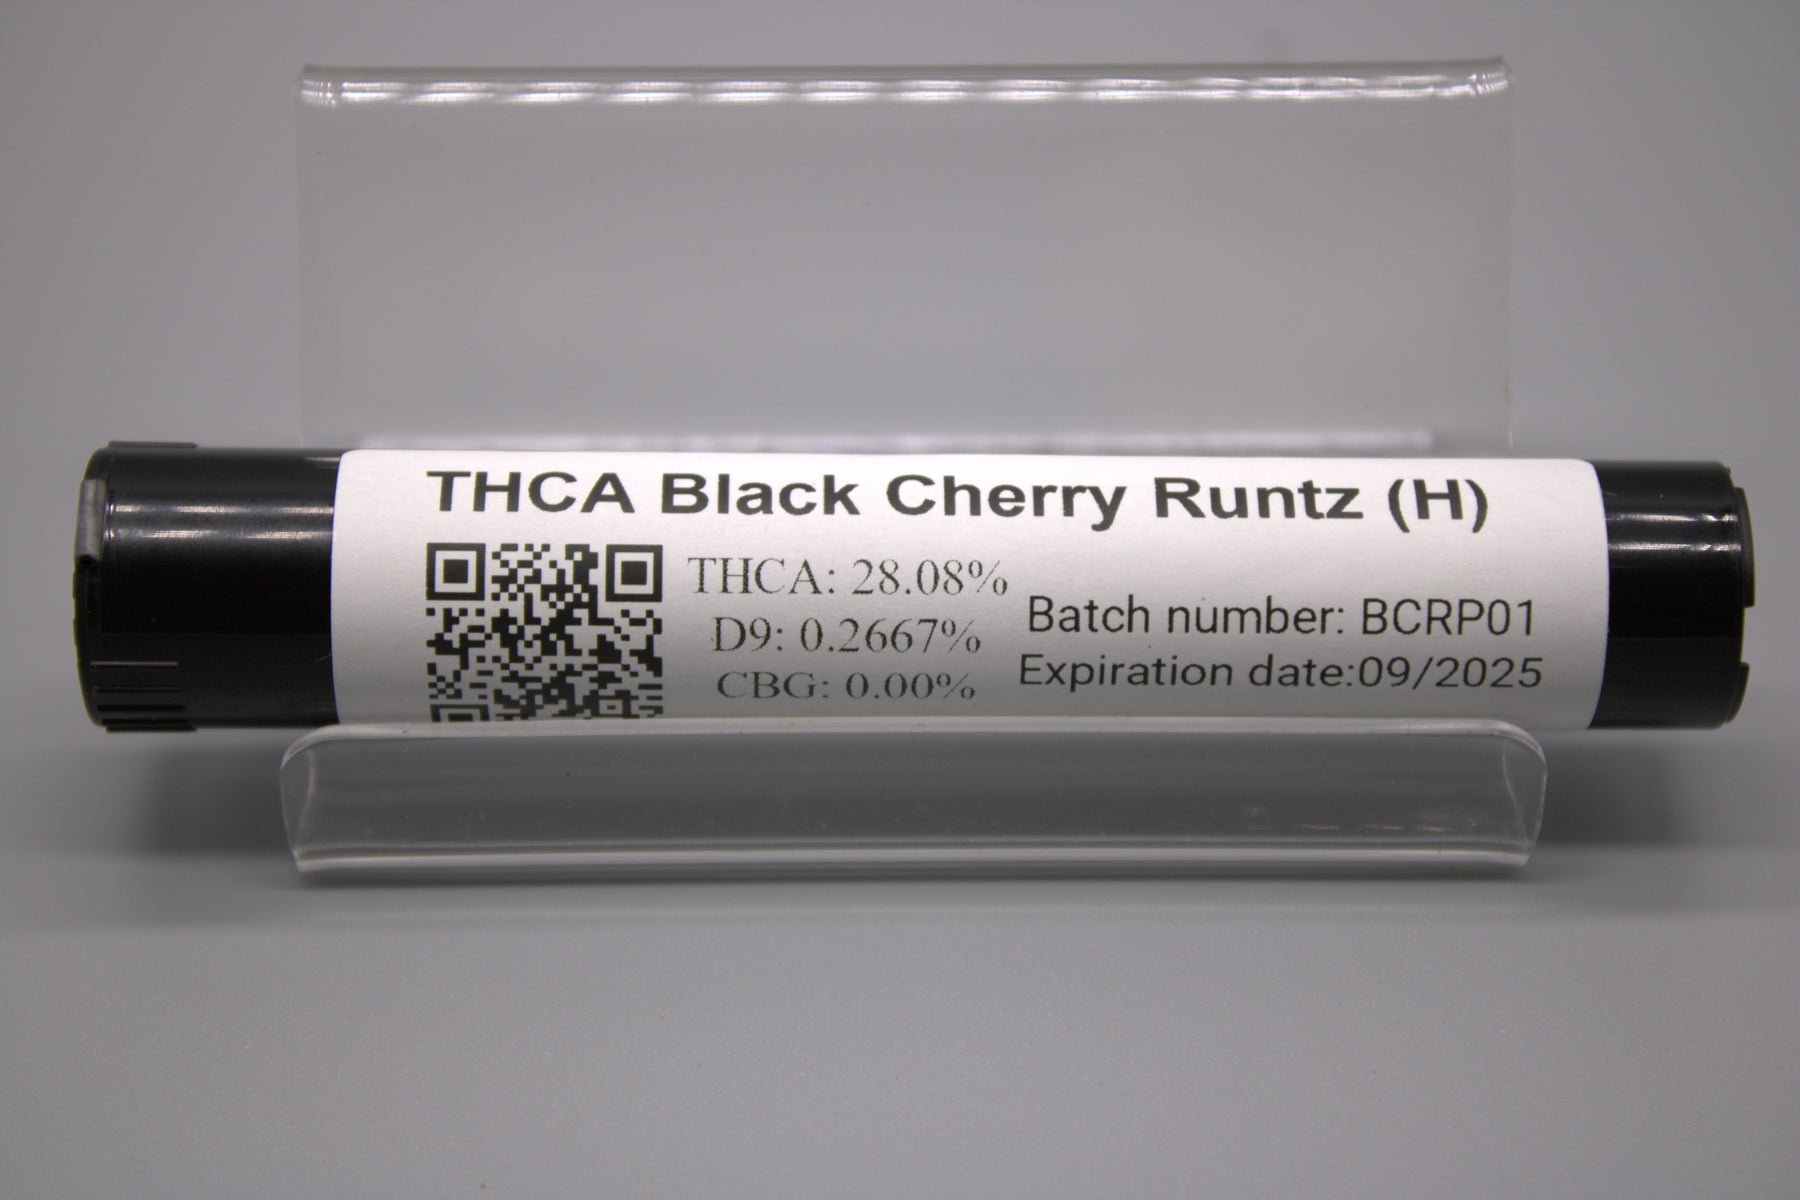 THCA Black Cherry Runtz (H)
THCA: 28.08%
D9: 0.2667%
CBG: 0.00%
Batch number: BCRP01
Expiration date:09/2025